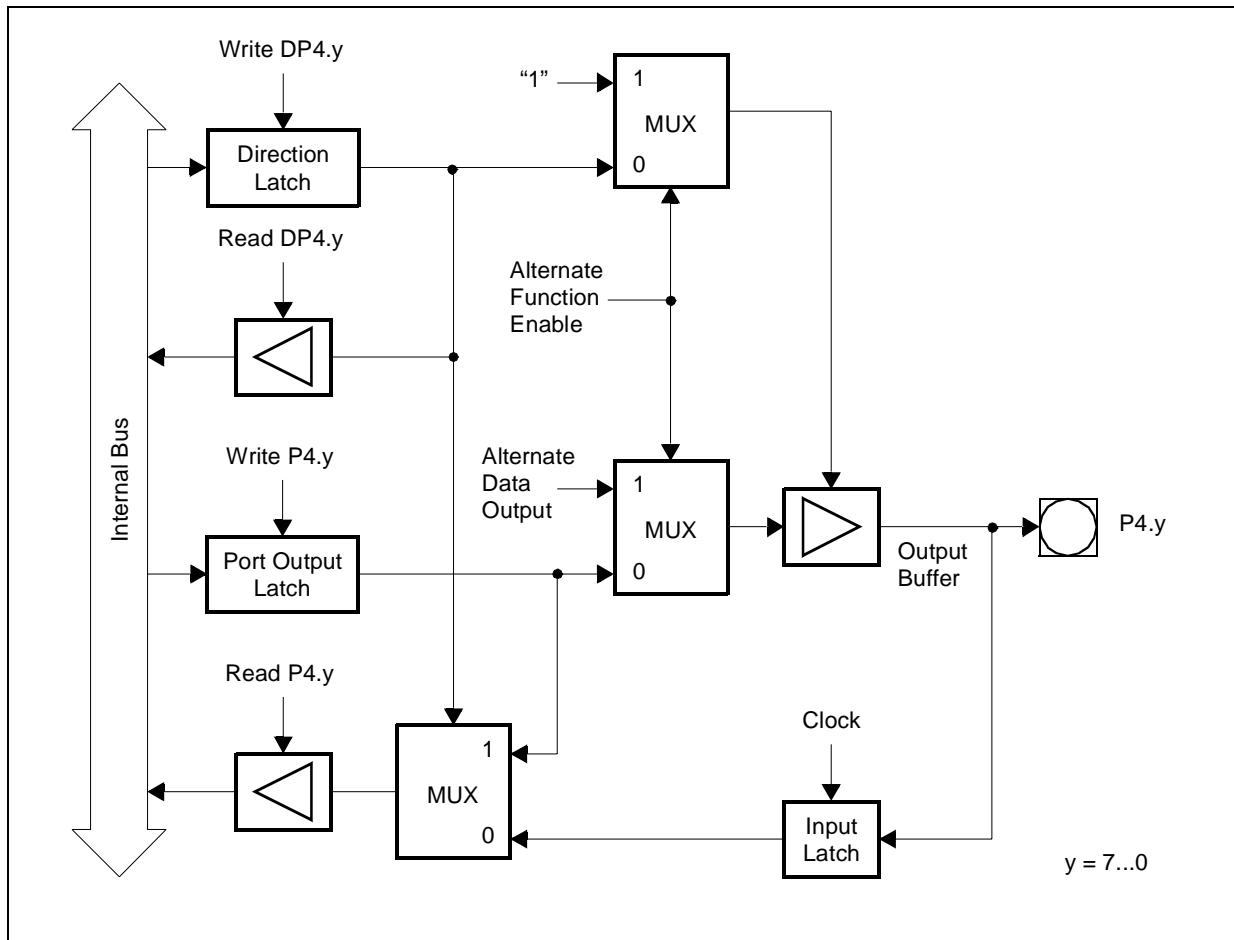 Write DP4.y
“1”
1
MUX
0
Direction
Latch
Read DP4.y
Alternate
Function
Enable
Internal Bus
Write P4.y
Alternate
Data
Output
1
MUX
0
P4.y
Port Output
Latch
Output
Buffer
Read P4.y
Clock
1
MUX
0
Input
Latch
y = 7...0